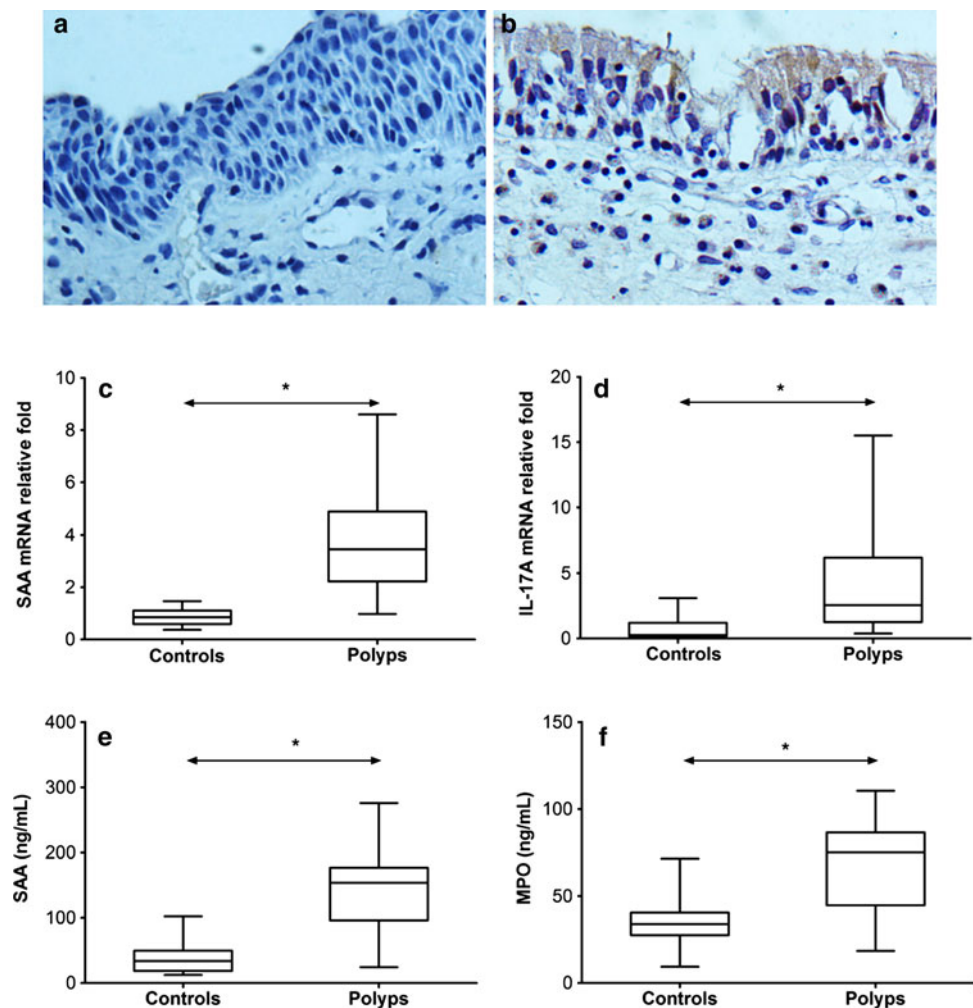 a
b
c
SAA mRNA relative fold
10
8
6
4
2
0
*
Controls
Polyps
d
IL-17A mRNA relative fold
20
15
10
5
0
*
Controls
Polyps
e
SAA (ng/mL)
400
300
200
100
0
*
Controls
Polyps
f
MPO (ng/mL)
150
100
50
0
*
Controls
Polyps